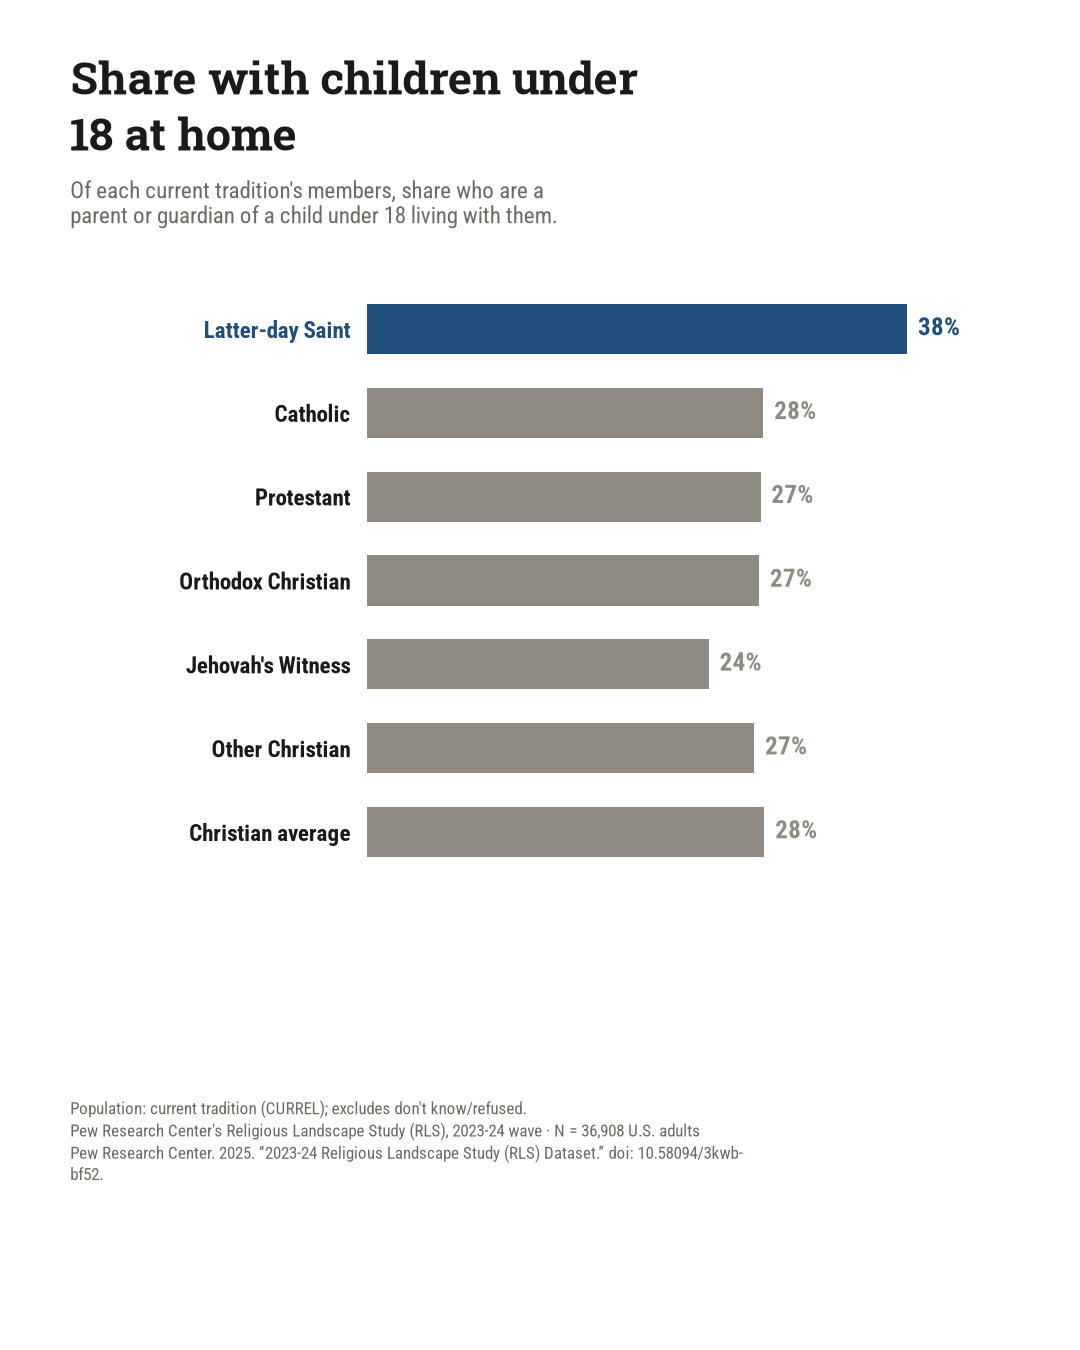 Share with children under
18 at home
Of each current tradition's members, share who are a
parent or guardian of a child under 18 living with them.
Latter-day Saint 38%
Catholic 28%
Protestant 27%
Orthodox Christian 27%
Jehovah's Witness 24%
Other Christian 27%
Christian average 28%
Population: current tradition (CURREL); excludes don't know/refused.
Pew Research Center's Religious Landscape Study (RLS), 2023-24 wave · N = 36,908 U.S. adults
Pew Research Center. 2025. “2023-24 Religious Landscape Study (RLS) Dataset.” doi: 10.58094/3kwb-
bf52.